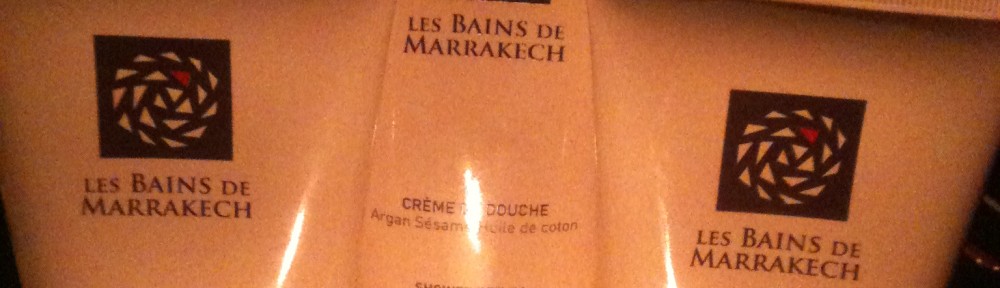 LES BAINS DE
MARRAKECH
LES BAINS DE
MARRAKECH
CRÈME DOUCHE
Argan Sésame Huile de coton
LES BAINS DE
MARRAKECH